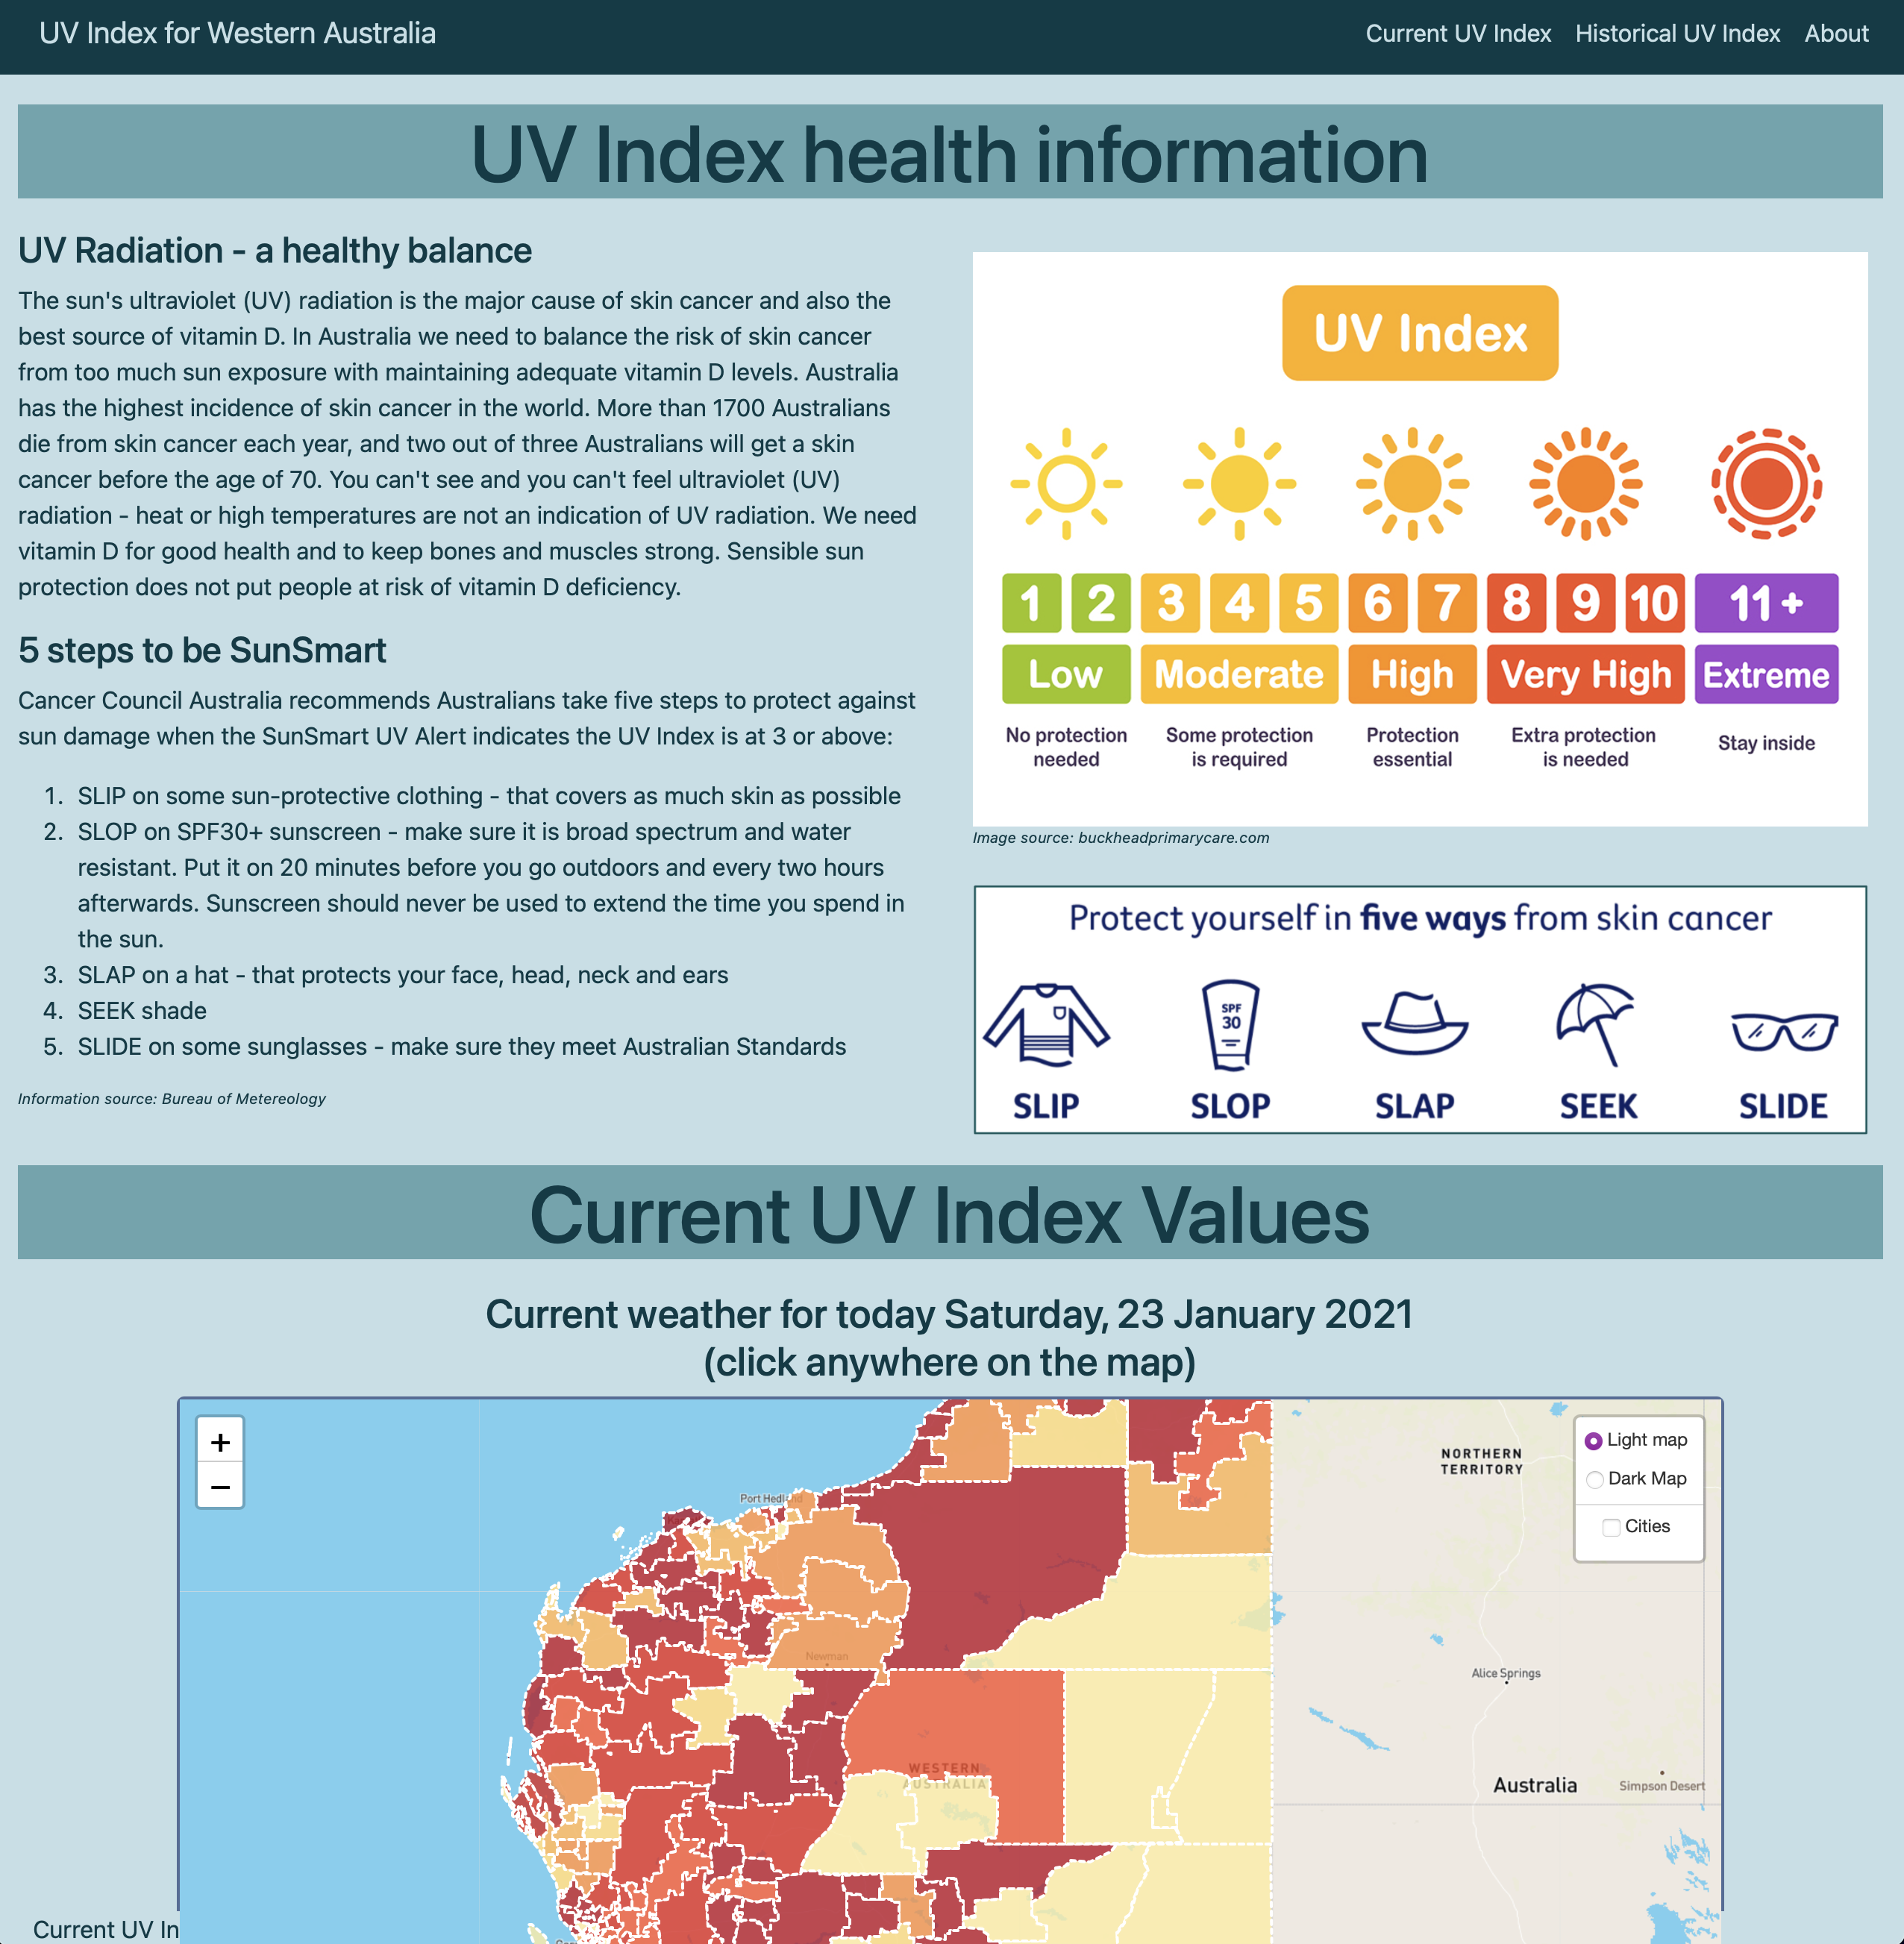 UV Index for Western Australia
Current UV Index Historical UV Index About
UV Index health information
UV Radiation - a healthy balance
The sun's ultraviolet (UV) radiation is the major cause of skin cancer and also the
best source of vitamin D. In Australia we need to balance the risk of skin cancer
from too much sun exposure with maintaining adequate vitamin D levels. Australia
has the highest incidence of skin cancer in the world. More than 1700 Australians
die from skin cancer each year, and two out of three Australians will get a skin
cancer before the age of 70. You can't see and you can't feel ultraviolet (UV)
radiation - heat or high temperatures are not an indication of UV radiation. We need
vitamin D for good health and to keep bones and muscles strong. Sensible sun
protection does not put people at risk of vitamin D deficiency.
5 steps to be SunSmart
Cancer Council Australia recommends Australians take five steps to protect against
sun damage when the SunSmart UV Alert indicates the UV Index is at 3 or above:
1. SLIP on some sun-protective clothing - that covers as much skin as possible
2. SLOP on SPF30+ sunscreen - make sure it is broad spectrum and water
resistant. Put it on 20 minutes before you go outdoors and every two hours
afterwards. Sunscreen should never be used to extend the time you spend in
the sun.
3. SLAP on a hat - that protects your face, head, neck and ears
4. SEEK shade
5. SLIDE on some sunglasses - make sure they meet Australian Standards
Information source: Bureau of Metereology
UV Index
1 2 3 4 5 6 7 8 9 10 11+
Low Moderate High Very High Extreme
No protection needed
Some protection is required
Protection essential
Extra protection is needed
Stay inside
Image source: buckheadprimarycare.com
Protect yourself in five ways from skin cancer
SPF
30
SLIP SLOP SLAP SEEK SLIDE
Current UV Index Values
Current weather for today Saturday, 23 January 2021
(click anywhere on the map)
+
−
Light map
Dark Map
Cities
NORTHERN
TERRITORY
Port Hedland
Newman
Alice Springs
WESTERN
AUSTRALIA
Australia
Simpson Desert
Current UV In